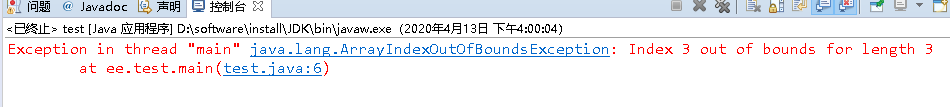 问题 @ Javadoc 声明 控制台
<已终止> test [Java 应用程序] D:\software\install\JDK\bin\javaw.exe（2020年4月13日 下午4:00:04）
Exception in thread "main" java.lang.ArrayIndexOutOfBoundsException: Index 3 out of bounds for length 3
at ee.test.main(test.java:6)